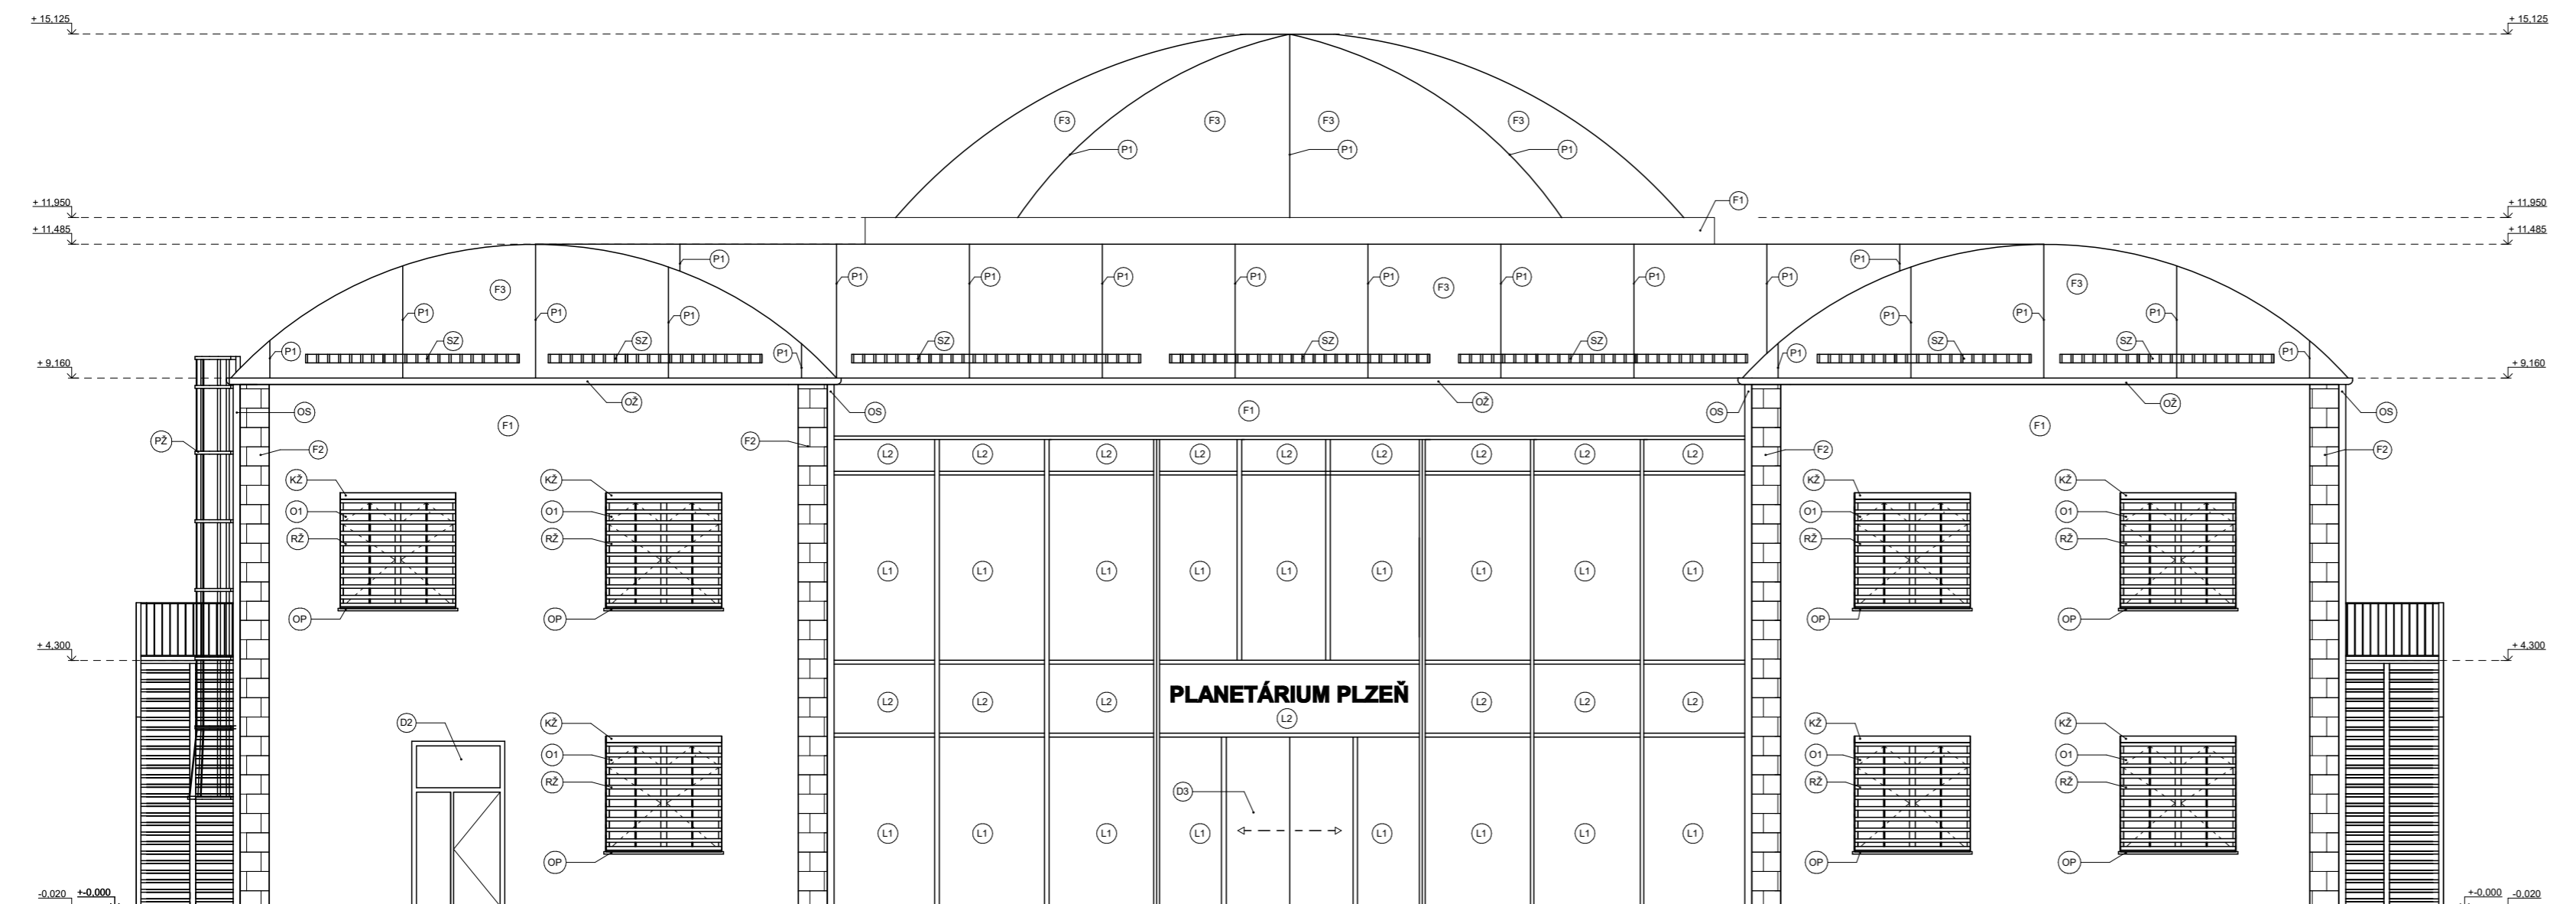 + 15,125 + 15,125
F3 F3 F3 F3
P1 P1 P1
+ 11,950 F1 + 11,950
+ 11,485 + 11,485
P1 P1
P1 P1 P1 P1 P1 P1 P1 P1
F3 F3 F3
P1 P1 P1 P1 P1 P1
SZ SZ SZ SZ SZ SZ SZ
P1 P1 P1 P1
+ 9,160 + 9,160
OŽ OŽ OŽ
OS OS F1 OS OS
F1 F1
PŽ F2 F2 F2 F2
L2 L2 L2 L2 L2 L2 L2 L2 L2
KŽ KŽ KŽ KŽ
O1 O1 O1 O1
RŽ RŽ RŽ RŽ
L1 L1 L1 L1 L1 L1 L1 L1 L1
OP OP OP OP
+ 4,300 + 4,300
PLANETÁRIUM PLZEŇ
L2 L2 L2 L2 L2 L2 L2
D2 KŽ KŽ KŽ
O1 O1 O1
RŽ RŽ RŽ
D3
L1 L1 L1 L1 L1 L1 L1 L1
OP OP OP
-0,020 +-0,000 +-0,000 -0,020